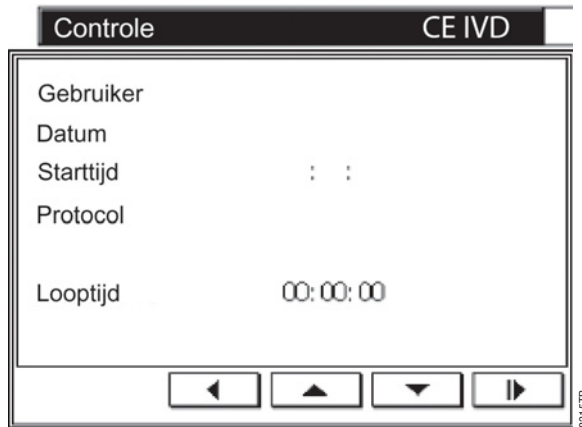 Controle CE IVD
Gebruiker
Datum
Starttijd : :
Protocol
Looptijd 00:00:00